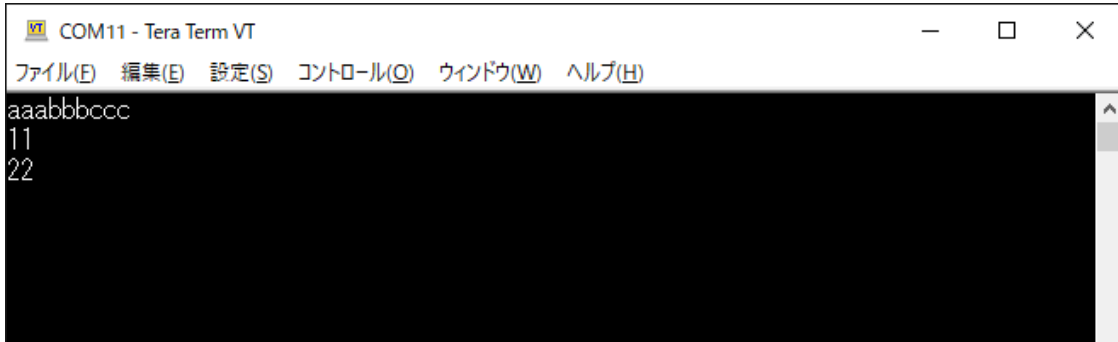 COM11 - Tera Term VT
ファイル(F) 編集(E) 設定(S) コントロール(O) ウィンドウ(W) ヘルプ(H)
aaabbbccc
11
22